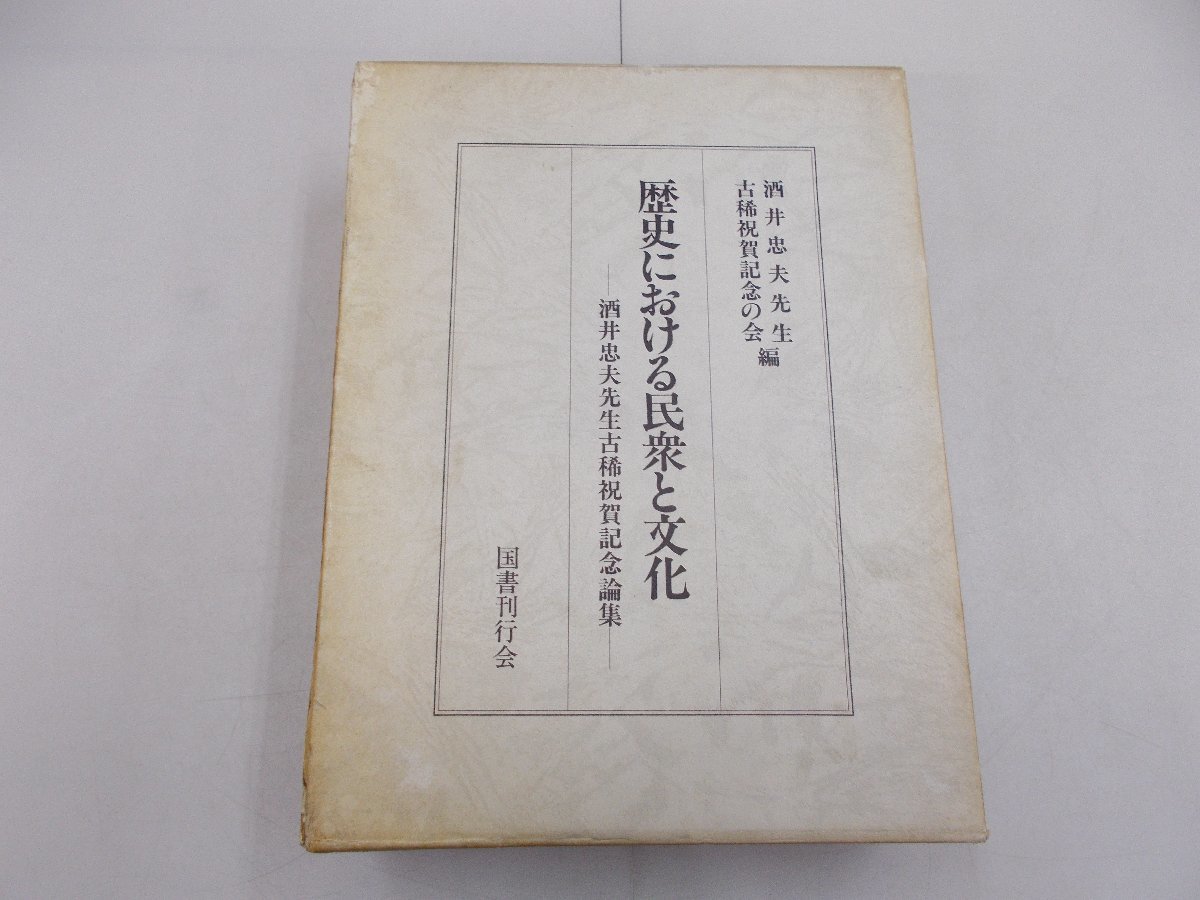 酒井忠夫先生
古稀祝賀記念の会
編
歴史における民衆と文化
―酒井忠夫先生古稀祝賀記念論集―
国書刊行会